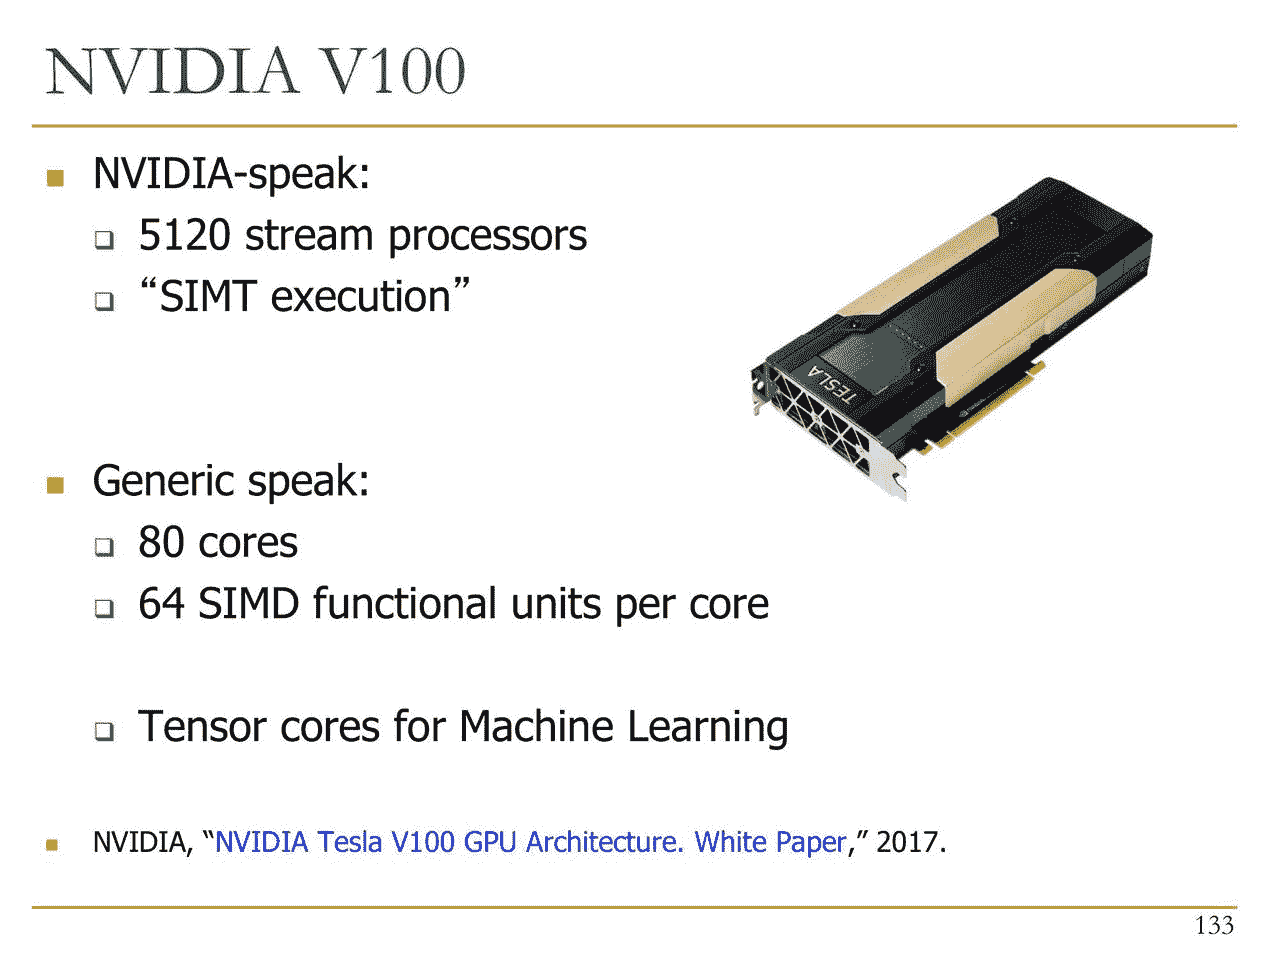 NVIDIA V100
NVIDIA-speak:
5120 stream processors
“SIMT execution”
TESLA
Generic speak:
80 cores
64 SIMD functional units per core
Tensor cores for Machine Learning
NVIDIA, “NVIDIA Tesla V100 GPU Architecture. White Paper,” 2017.
133